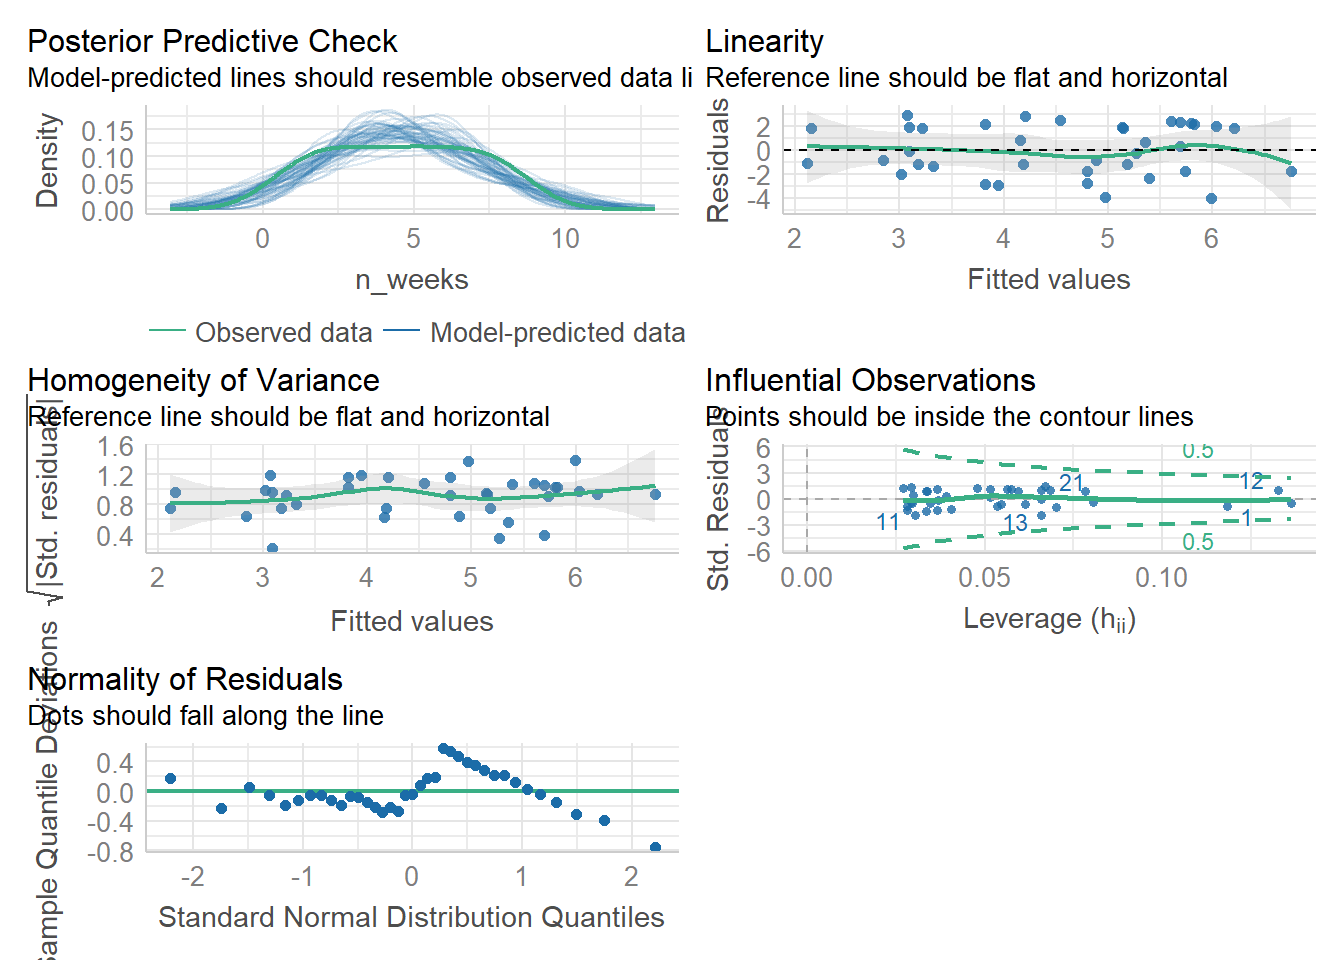 Posterior Predictive Check
Model-predicted lines should resemble observed data li
Density
0.15
0.10
0.05
0.00
0
5
10
n_weeks
Observed data
Model-predicted data
Linearity
Reference line should be flat and horizontal
Residuals
2
0
-2
-4
2
3
4
5
6
Fitted values
Homogeneity of Variance
Reference line should be flat and horizontal
√|Std. residuals|
1.6
1.2
0.8
0.4
2
3
4
5
6
Fitted values
Influential Observations
Points should be inside the contour lines
Std. Residuals
6
3
0
-3
-6
0.5
21
12
11
13
1
0.5
0.00
0.05
0.10
Leverage (hii)
Normality of Residuals
Dots should fall along the line
Sample Quantile Deviations
0.4
0.0
-0.4
-0.8
-2
-1
0
1
2
Standard Normal Distribution Quantiles